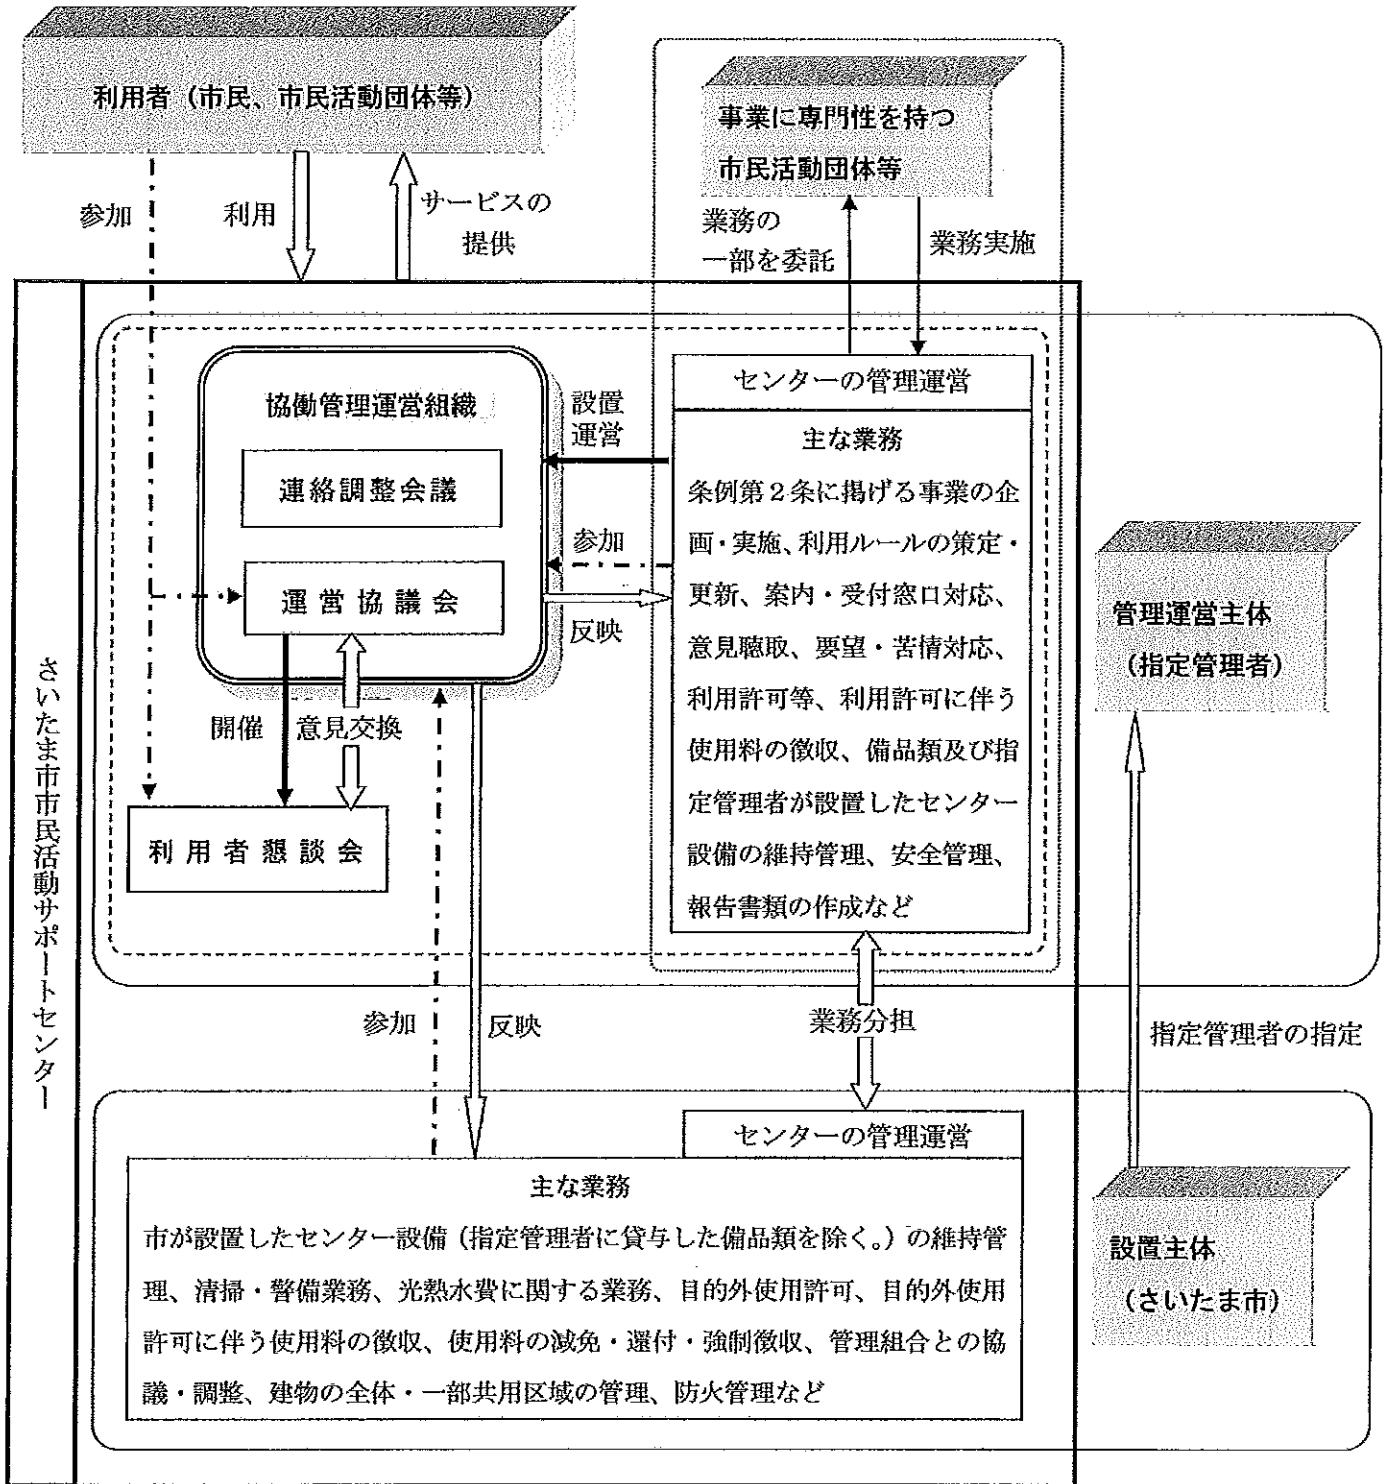 利用者（市民、市民活動団体等）
事業に専門性を持つ
市民活動団体等
参加
利用
サービスの
提供
業務の
一部を委託
業務実施
さいたま市市民活動サポートセンター
協働管理運営組織
連絡調整会議
運営協議会
設置
運営
参加
反映
開催
意見交換
利用者懇談会
センターの管理運営
主な業務
条例第２条に掲げる事業の企
画・実施、利用ルールの策定・
更新、案内・受付窓口対応、
意見聴取、要望・苦情対応、
利用許可等、利用許可に伴う
使用料の徴収、備品類及び指
定管理者が設置したセンター
設備の維持管理、安全管理、
報告書類の作成など
管理運営主体
（指定管理者）
参加
反映
業務分担
指定管理者の指定
センターの管理運営
主な業務
市が設置したセンター設備（指定管理者に貸与した備品類を除く。）の維持管
理、清掃・警備業務、光熱水費に関する業務、目的外使用許可、目的外使用
許可に伴う使用料の徴収、使用料の減免・還付・強制徴収、管理組合との協
議・調整、建物の全体・一部共用区域の管理、防火管理など
設置主体
（さいたま市）